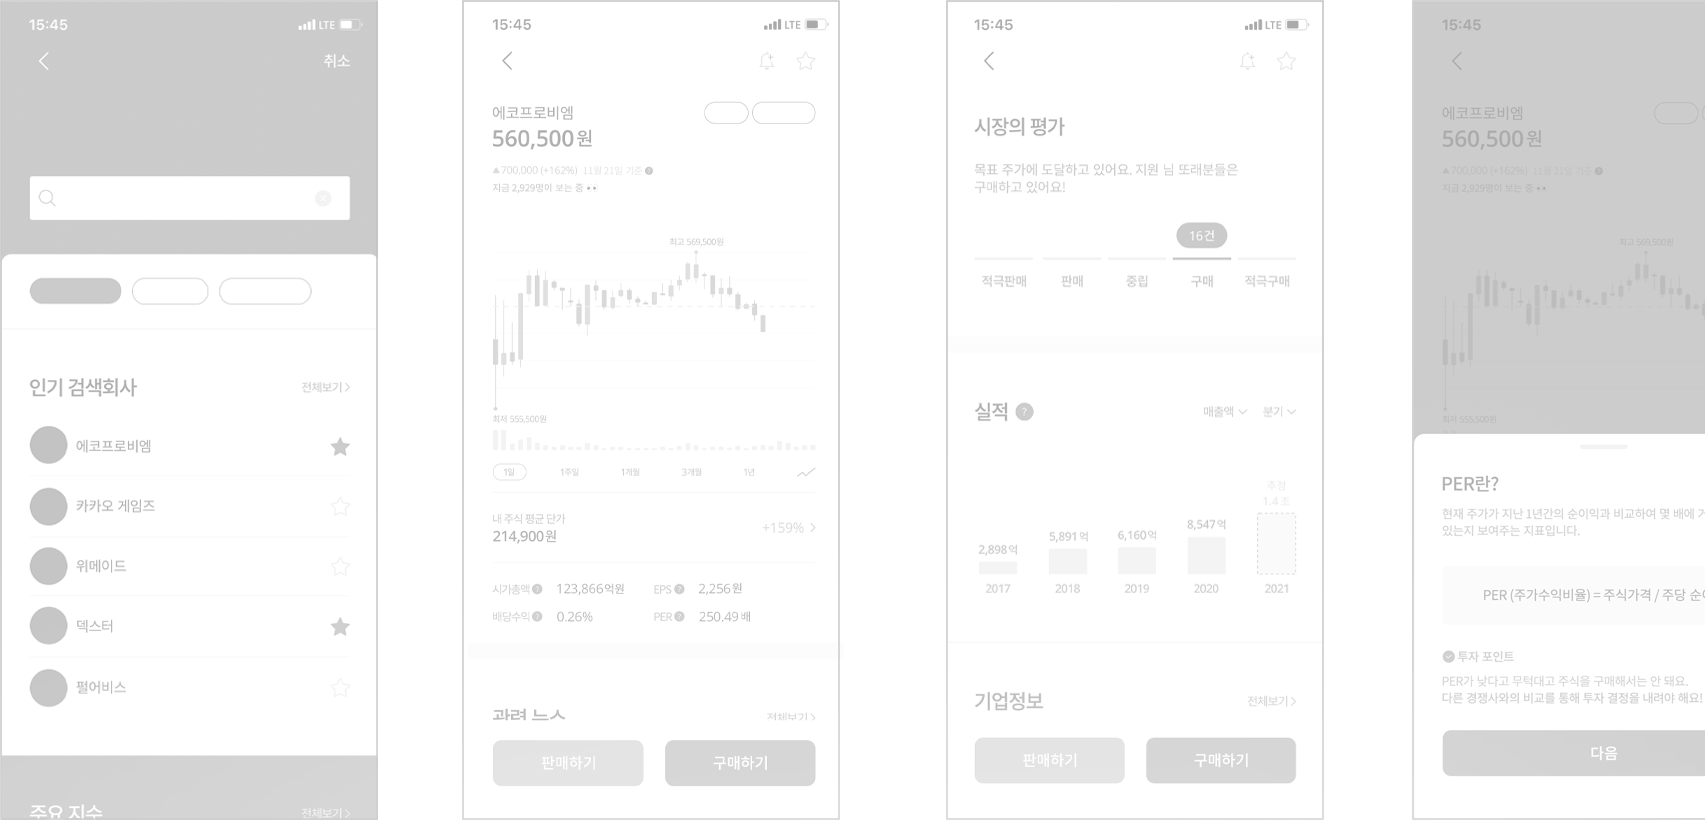 15:45
LTE
취소
인기 검색회사
전체보기
에코프로비엠
카카오 게임즈
위메이드
덱스터
펄어비스
주요 지수
전체보기
15:45
LTE
에코프로비엠
560,500원
▲700,000 (+162%) 11월 21일 기준 ?
지금 2,929명이 보는 중 👀
최고 569,500원
최저 555,500원
1일 1주일 1개월 3개월 1년
내 주식 평균 단가
214,900원
+159%
시가총액 ? 123,866억원 EPS ? 2,256원
배당수익 ? 0.26% PER ? 250.49 배
관련 뉴스
전체보기
판매하기 구매하기
15:45
LTE
시장의 평가
목표 주가에 도달하고 있어요. 지원 님 또래분들은
구매하고 있어요!
16건
적극판매 판매 중립 구매 적극구매
실적 ?
매출액 분기
추정
1.4 조
8,547억
6,160억
5,891억
2,898억
2017 2018 2019 2020 2021
기업정보
전체보기
판매하기 구매하기
15:45
에코프로비엠
560,500원
▲700,000 (+162%) 11월 21일 기준 ?
지금 2,929명이 보는 중 👀
최고 569,500원
최저 555,500원
PER란?
현재 주가가 지난 1년간의 순이익과 비교하여 몇 배에
있는지 보여주는 지표입니다.
PER (주가수익비율) = 주식가격 / 주당
투자 포인트
PER가 낮다고 무턱대고 주식을 구매해서는 안 돼요.
다른 경쟁사와의 비교를 통해 투자 결정을 내려야 해요!
다음